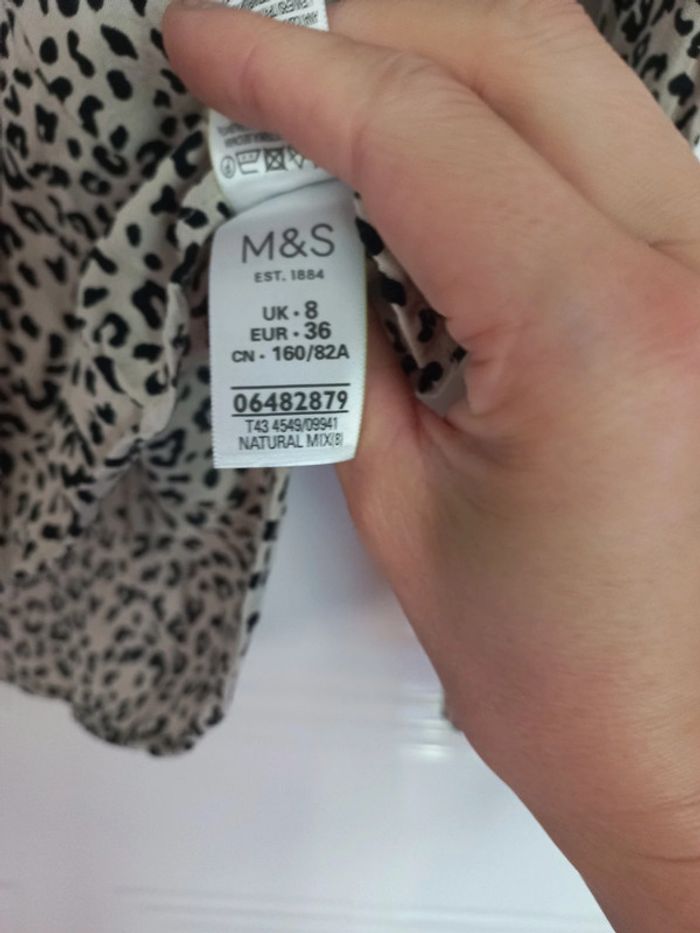 M&S
EST. 1884
UK • 8
EUR • 36
CN • 160/82A
06482879
T43 4549/09941
NATURAL MIX(8)